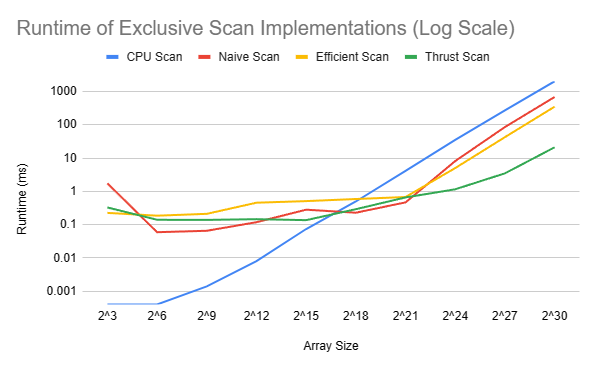 Runtime of Exclusive Scan Implementations (Log Scale)
CPU Scan Naive Scan Efficient Scan Thrust Scan
Runtime (ms)
1000
100
10
1
0.1
0.01
0.001
2^3 2^6 2^9 2^12 2^15 2^18 2^21 2^24 2^27 2^30
Array Size